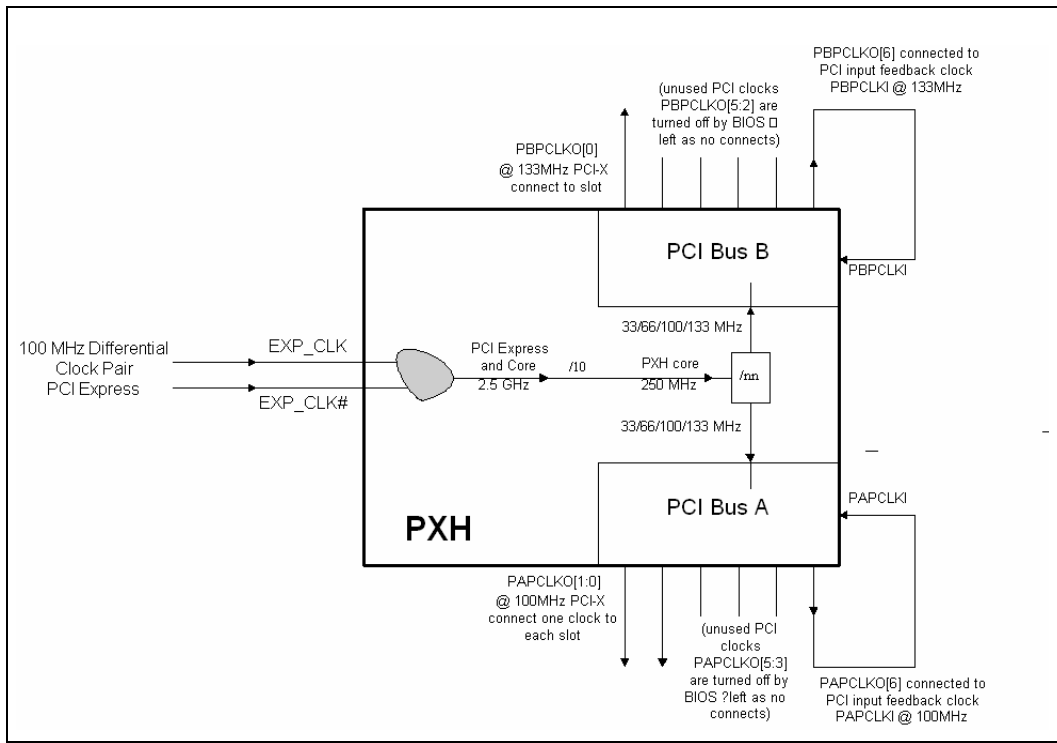 PBPCLKO[6] connected to
PCI input feedback clock
PBPCLKI @ 133MHz
(unused PCI clocks
PBPCLKO[5:2] are
turned off by BIOS □
left as no connects)
PBPCLKO[0]
@ 133MHz PCI-X
connect to slot
PCI Bus B
PBPCLKI
33/66/100/133 MHz
100 MHz Differential
Clock Pair
PCI Express
EXP_CLK
EXP_CLK#
PCI Express
and Core
2.5 GHz
/10
PXH core
250 MHz
/nn
33/66/100/133 MHz
PAPCLKI
PCI Bus A
PXH
PAPCLKO[1:0]
@ 100MHz PCI-X
connect one clock to
each slot
(unused PCI
clocks
PAPCLKO[5:3]
are turned off by
BIOS ?left as no
connects)
PAPCLKO[6] connected to
PCI input feedback clock
PAPCLKI @ 100MHz